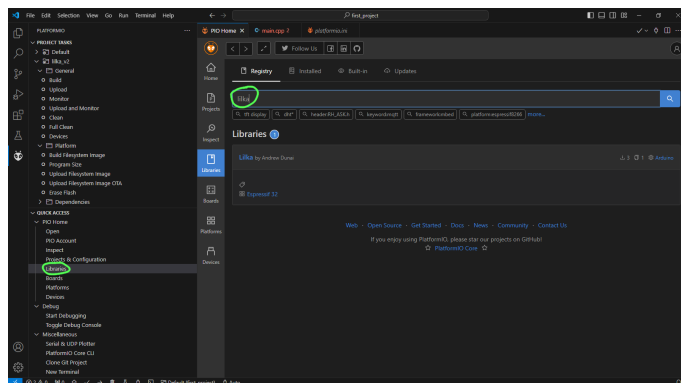 File Edit Selection View Go Run Terminal Help
first_project
PLATFORMIO
PIO Home
main.cpp 2
platformio.ini
PROJECT TASKS
Default
lilka_v2
General
Build
Upload
Monitor
Upload and Monitor
Clean
Full Clean
Devices
Platform
Build Filesystem Image
Program Size
Upload Filesystem Image
Upload Filesystem Image OTA
Erase Flash
Dependencies
QUICK ACCESS
PIO Home
Open
PIO Account
Inspect
Projects & Configuration
Libraries
Boards
Platforms
Devices
Debug
Start Debugging
Toggle Debug Console
Miscellaneous
Serial & UDP Plotter
PlatformIO Core CLI
Clone Git Project
New Terminal
Follow Us
Home
Projects
Inspect
Libraries
Boards
Platforms
Devices
Registry Installed Built-in Updates
lilka
tft display dht* header:RH_ASK.h keyword:mqtt framework:mbed platform:espressif8266 more...
Libraries 1
Lilka by Andrew Dunai
Arduino
Espressif 32
Web · Open Source · Get Started · Docs · News · Community · Contact Us
If you enjoy using PlatformIO, please star our projects on GitHub!
PlatformIO Core